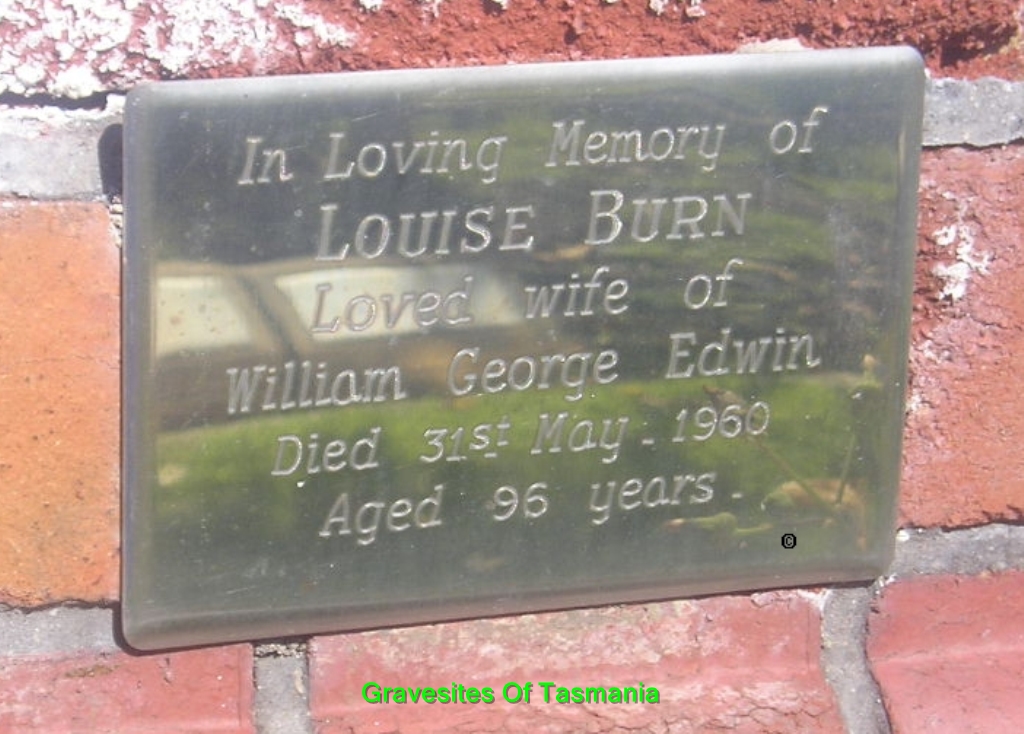 In Loving Memory of
LOUISE BURN
Loved wife of
William George Edwin
Died 31st May. 1960
Aged 96 years.
©
Gravesites Of Tasmania